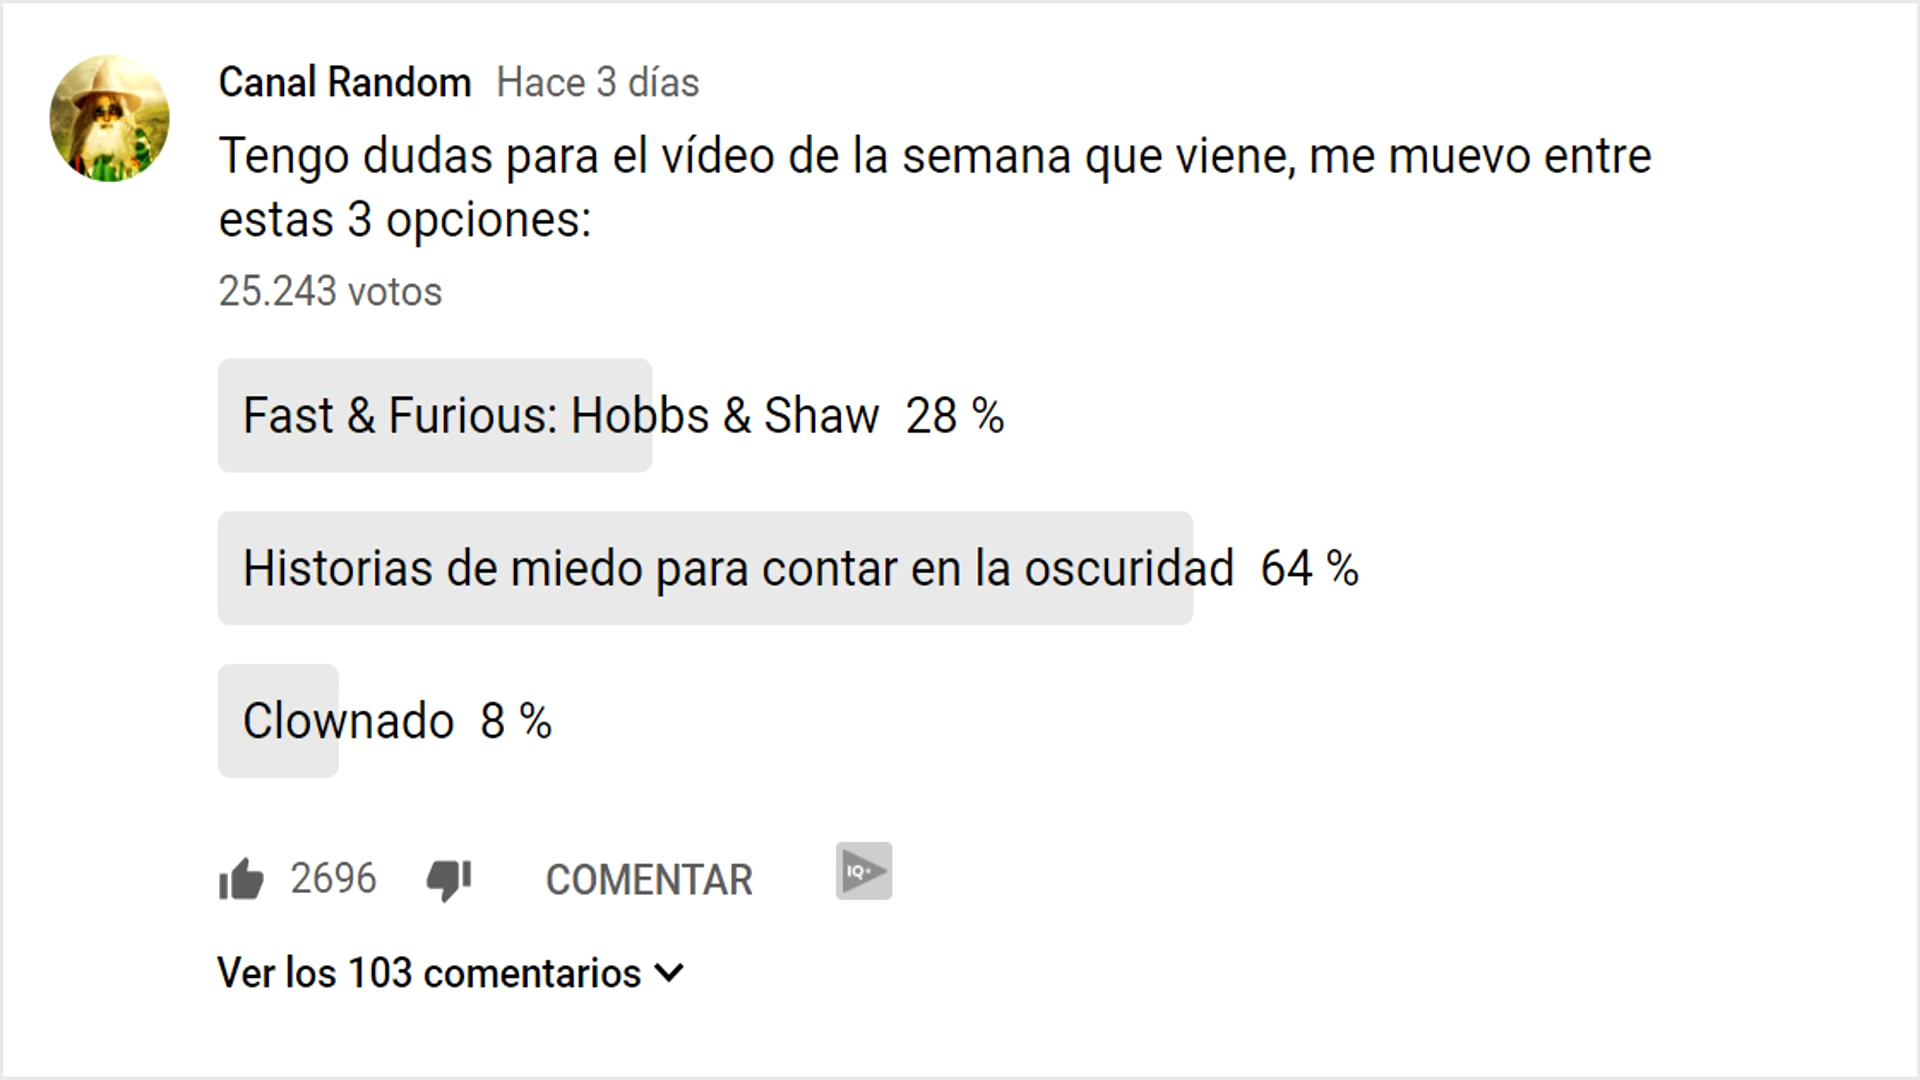 Canal Random Hace 3 días
Tengo dudas para el vídeo de la semana que viene, me muevo entre
estas 3 opciones:
25.243 votos
Fast & Furious: Hobbs & Shaw 28 %
Historias de miedo para contar en la oscuridad 64 %
Clownado 8 %
2696 COMENTAR IQ+
Ver los 103 comentarios